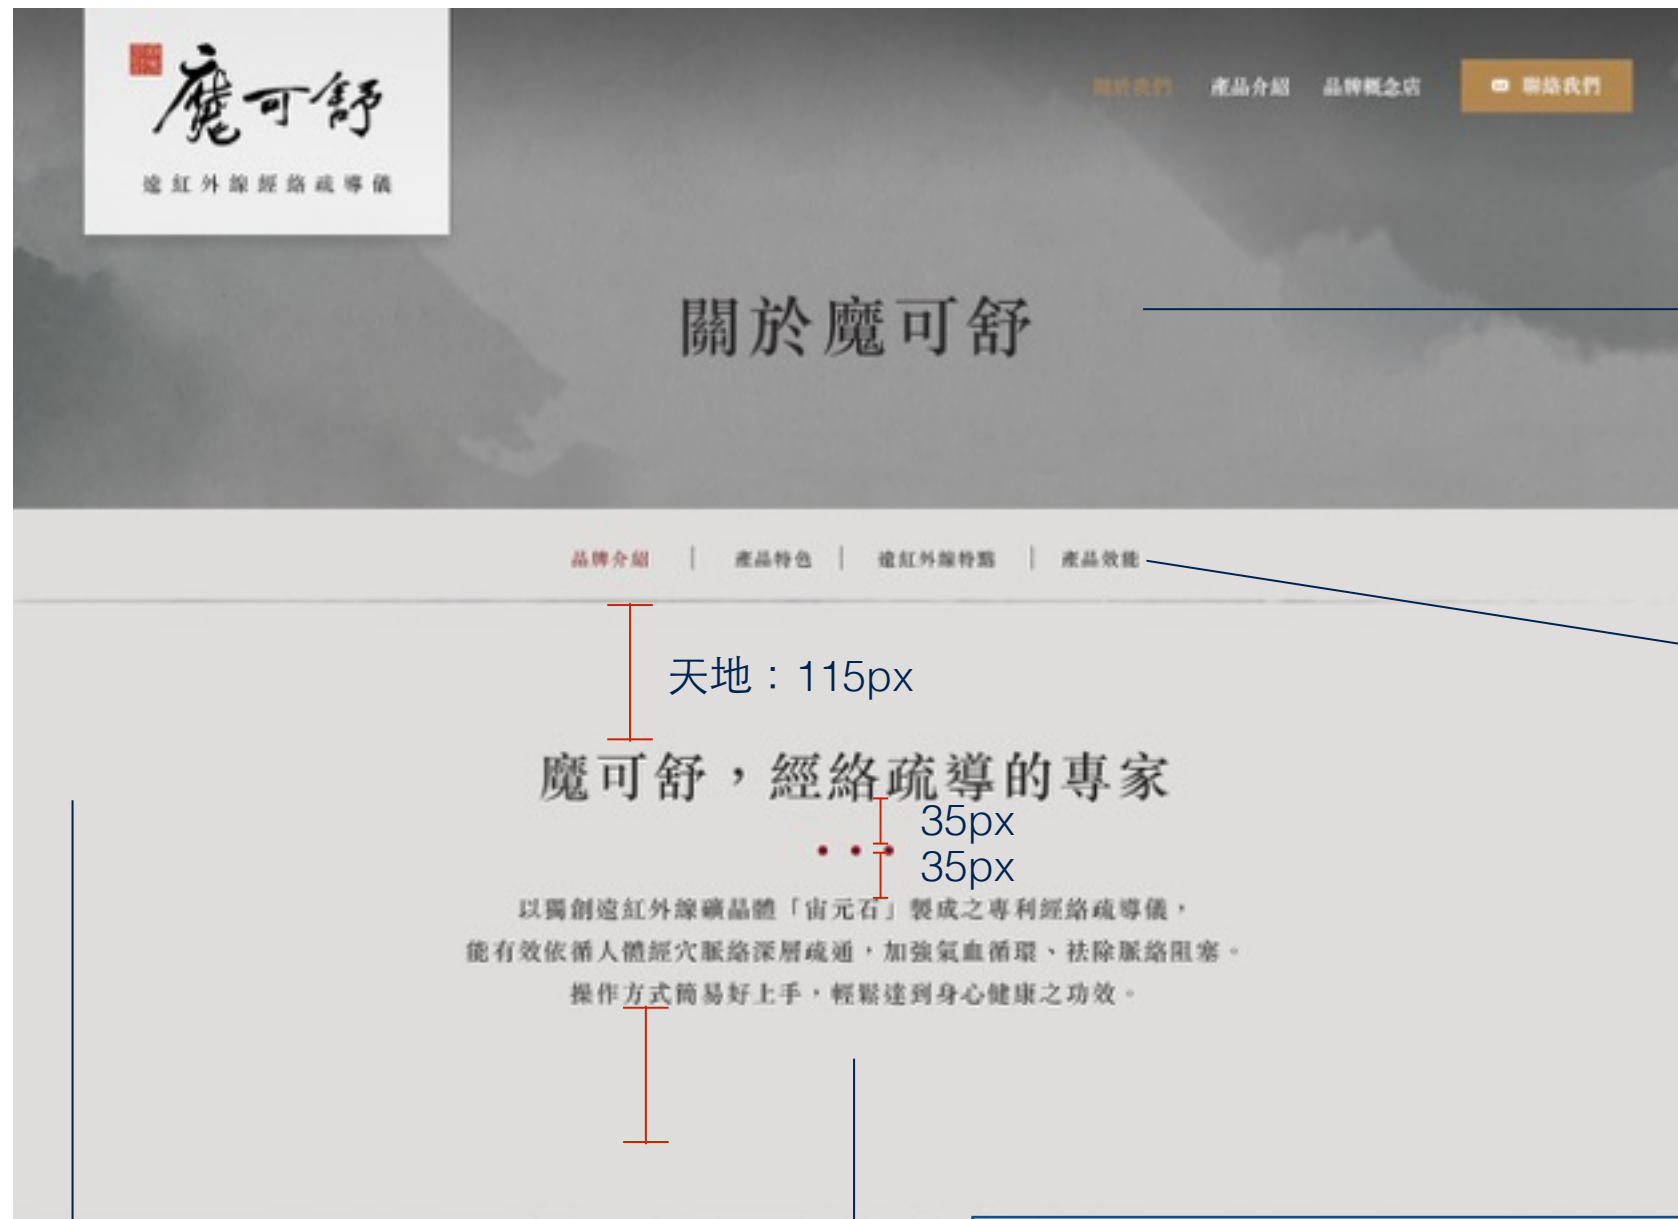 魔可舒
遠紅外線經絡疏導儀
關於我們
產品介紹
品牌概念店
聯絡我們
關於魔可舒
品牌介紹 | 產品特色 | 遠紅外線特點 | 產品效能
天地：115px
魔可舒，經絡疏導的專家
35px
35px
以獨創遠紅外線礦晶體「宙元石」製成之專利經絡疏導儀，
能有效依循人體經穴脈絡深層疏通，加強氣血循環、袪除脈絡阻塞。
操作方式簡易好上手，輕鬆達到身心健康之功效。